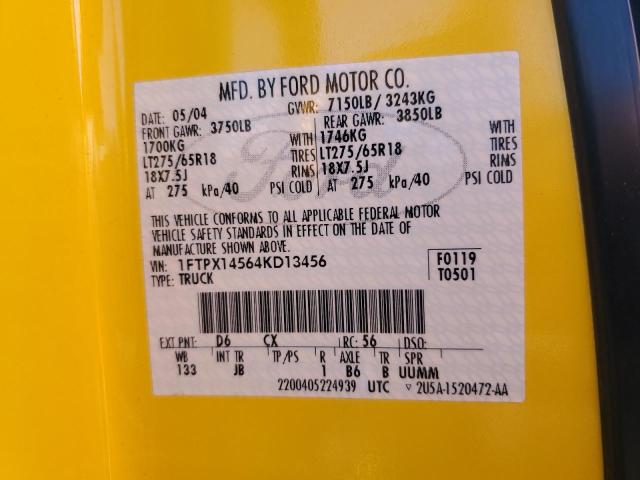 MFD. BY FORD MOTOR CO.
DATE: 05/04 GVWR: 7150LB / 3243KG
FRONT GAWR: 3750LB REAR GAWR: 3850LB
1700KG WITH 1746KG WITH
LT275/65R18 TIRES LT275/65R18 TIRES
18X7.5J RIMS 18X7.5J RIMS
AT 275 kPa/40 PSI COLD AT 275 kPa/40 PSI COLD
Ford
THIS VEHICLE CONFORMS TO ALL APPLICABLE FEDERAL MOTOR
VEHICLE SAFETY STANDARDS IN EFFECT ON THE DATE OF
MANUFACTURE SHOWN ABOVE.
VIN: 1FTPX14564KD13456 F0119
TYPE: TRUCK T0501
EXT PNT: D6 CX RC: 56 DSO:
WB INT TR TP/PS R AXLE TR SPR
133 JB 1 B6 B UUMM
2200405224939 UTC 2U5A-1520472-AA